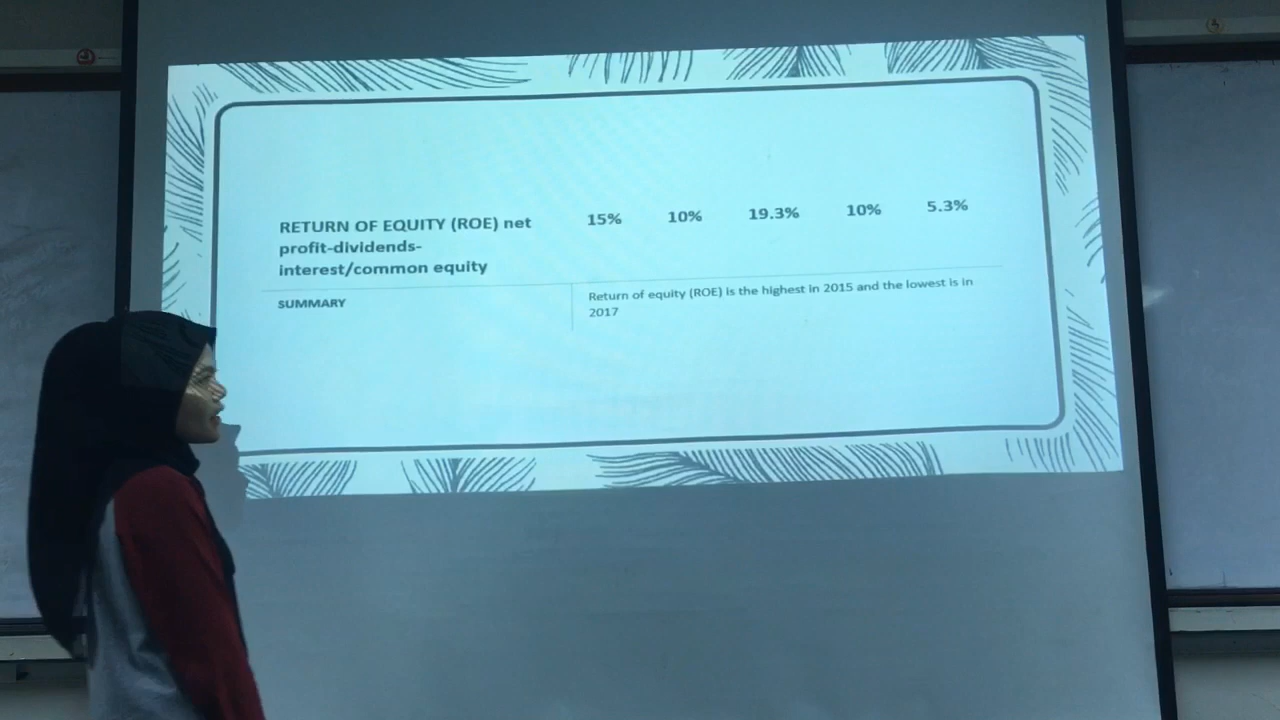 RETURN OF EQUITY (ROE) net
profit-dividends-
interest/common equity
15% 10% 19.3% 10% 5.3%
SUMMARY
Return of equity (ROE) is the highest in 2015 and the lowest is in
2017